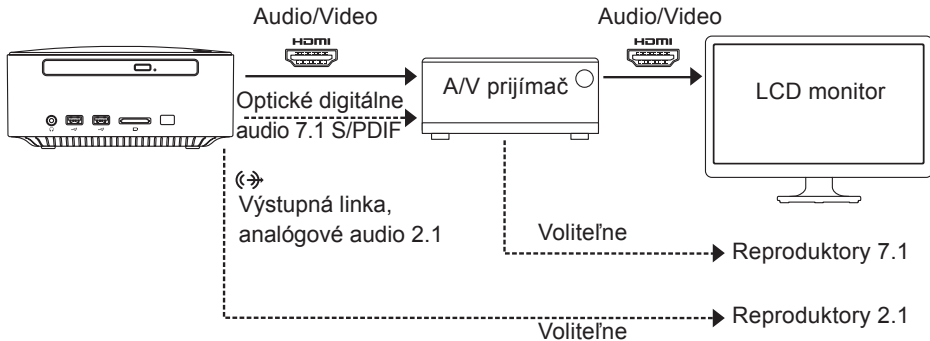 Audio/Video
HDMI
Audio/Video
HDMI
A/V prijímač
LCD monitor
Optické digitálne
audio 7.1 S/PDIF
Výstupná linka,
analógové audio 2.1
Voliteľne
Reproduktory 7.1
Reproduktory 2.1
Voliteľne